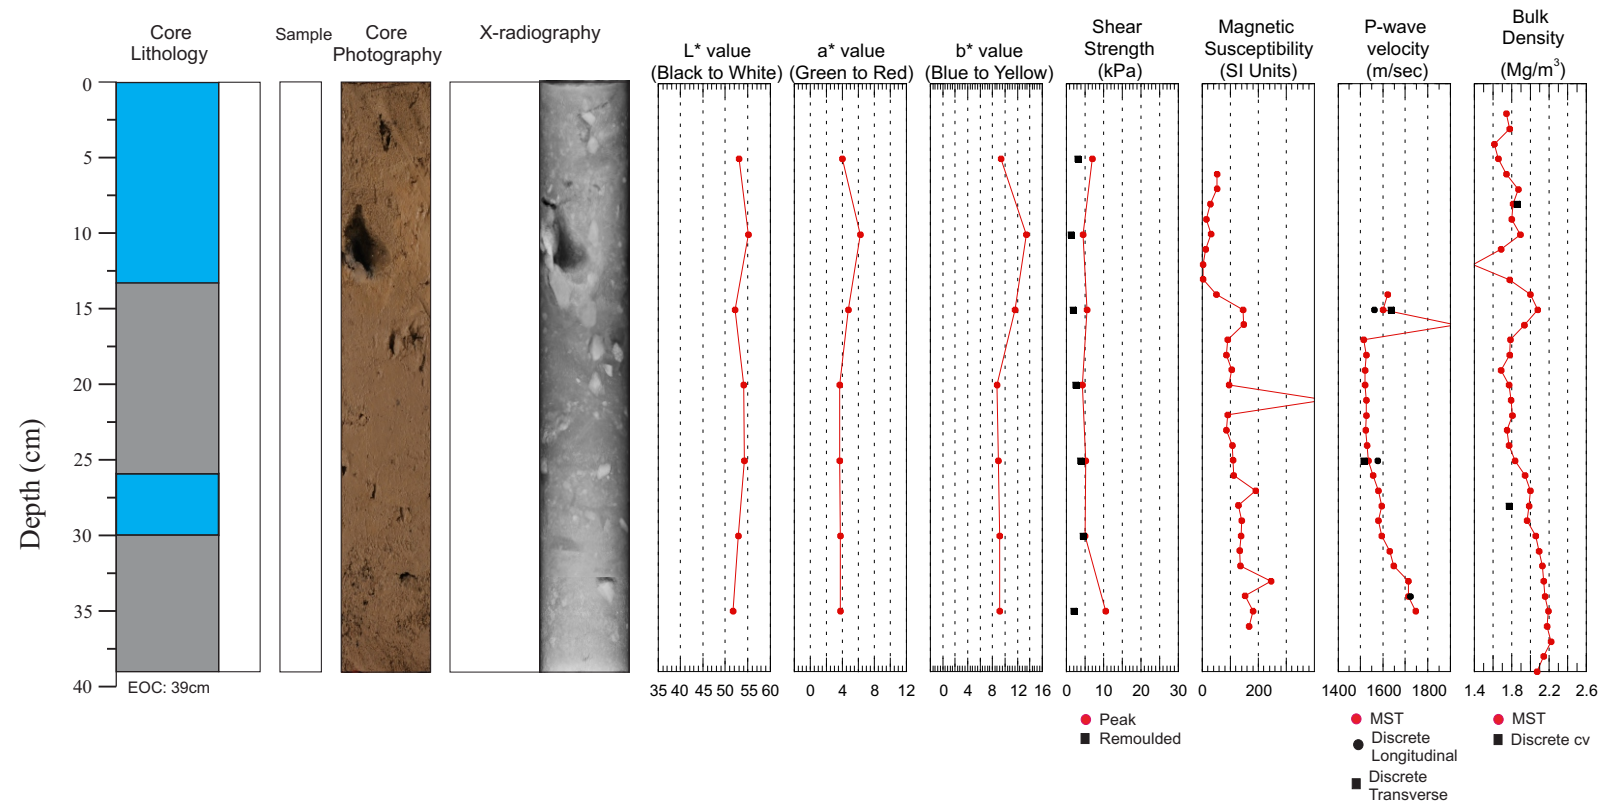 Core
Lithology
Sample
Core
Photography
X-radiography
L* value
(Black to White)
a* value
(Green to Red)
b* value
(Blue to Yellow)
Shear
Strength
(kPa)
Magnetic
Susceptibility
(SI Units)
P-wave
velocity
(m/sec)
Bulk
Density
(Mg/m³)
Depth (cm)
0
5
10
15
20
25
30
35
40
EOC: 39cm
35 40 45 50 55 60
0 4 8 12
0 4 8 12 16
0 10 20 30
0 200
1400 1600 1800
1.4 1.8 2.2 2.6
Peak
Remoulded
MST
Discrete
Longitudinal
Discrete
Transverse
MST
Discrete cv